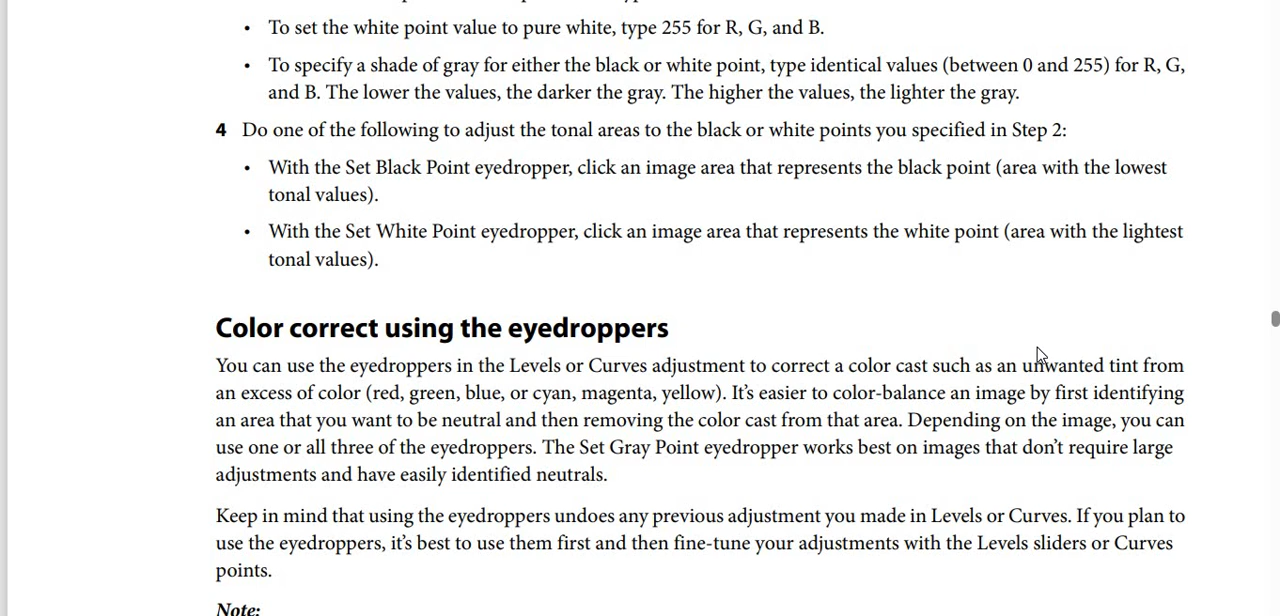 • To set the white point value to pure white, type 255 for R, G, and B.
• To specify a shade of gray for either the black or white point, type identical values (between 0 and 255) for R, G,
and B. The lower the values, the darker the gray. The higher the values, the lighter the gray.
4 Do one of the following to adjust the tonal areas to the black or white points you specified in Step 2:
• With the Set Black Point eyedropper, click an image area that represents the black point (area with the lowest
tonal values).
• With the Set White Point eyedropper, click an image area that represents the white point (area with the lightest
tonal values).
Color correct using the eyedroppers
You can use the eyedroppers in the Levels or Curves adjustment to correct a color cast such as an unwanted tint from
an excess of color (red, green, blue, or cyan, magenta, yellow). It’s easier to color-balance an image by first identifying
an area that you want to be neutral and then removing the color cast from that area. Depending on the image, you can
use one or all three of the eyedroppers. The Set Gray Point eyedropper works best on images that don’t require large
adjustments and have easily identified neutrals.
Keep in mind that using the eyedroppers undoes any previous adjustment you made in Levels or Curves. If you plan to
use the eyedroppers, it’s best to use them first and then fine-tune your adjustments with the Levels sliders or Curves
points.
Note: